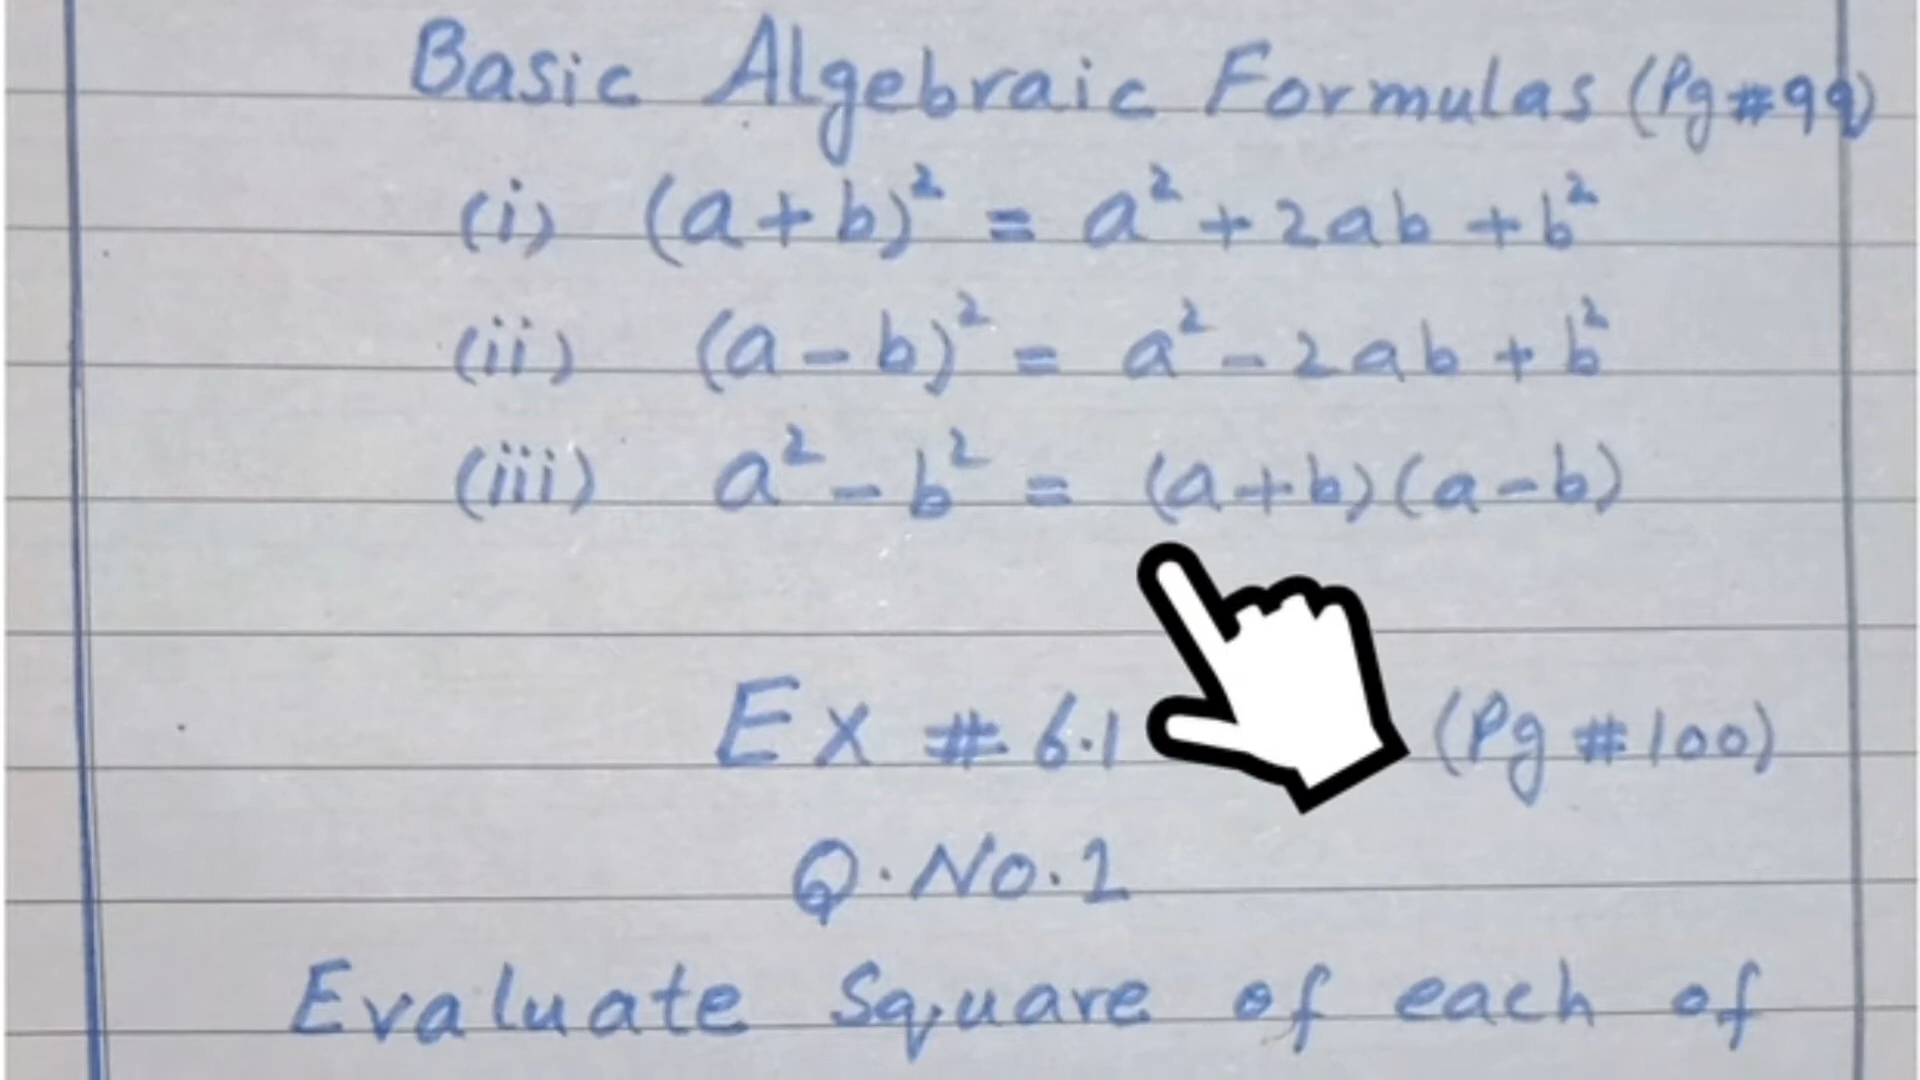 Basic Algebraic Formulas (Pg #99)
(i) (a+b)² = a² + 2ab + b²
(ii) (a-b)² = a² - 2ab + b²
(iii) a² - b² = (a+b)(a-b)
Ex # 6.1 (Pg #100)
Q.No.1
Evaluate Square of each of